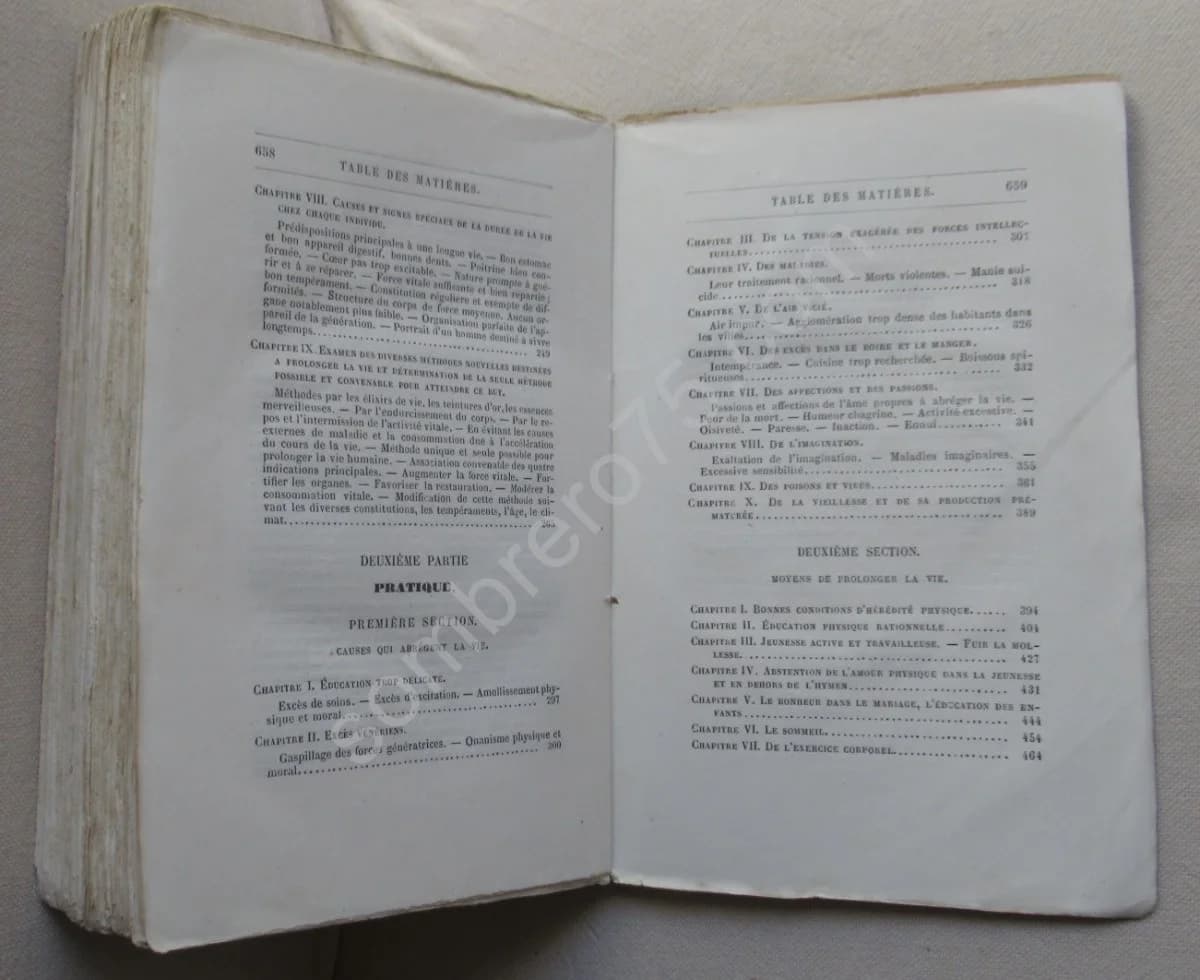 658
TABLE DES MATIÈRES.
CHAPITRE VIII. CAUSES ET SIGNES SPÉCIAUX DE LA DURÉE DE LA VIE
CHEZ CHAQUE INDIVIDU.
Prédispositions principales à une longue vie. — Bon estomac
et bon appareil digestif, bonnes dents. — Poitrine bien con-
formée. — Cœur pas trop excitable. — Nature prompte à gué-
rir et à se réparer. — Force vitale suffisante et bien répartie;
bon tempérament. — Constitution régulière et exempte de dif-
formités. — Structure du corps de force moyenne. Aucun or-
gane notablement plus faible. — Organisation parfaite de l'ap-
pareil de la génération. — Portrait d'un homme destiné à vivre
longtemps. 249
CHAPITRE IX. EXAMEN DES DIVERSES MÉTHODES NOUVELLES DESTINÉES
A PROLONGER LA VIE ET DÉTERMINATION DE LA SEULE MÉTHODE
POSSIBLE ET CONVENABLE POUR ATTEINDRE CE BUT.
Méthodes par les élixirs de vie, les teintures d'or, les essences
merveilleuses. — Par l'endurcissement du corps. — Par le re-
pos et l'intermission de l'activité vitale. — En évitant les causes
externes de maladie et la consommation due à l'accélération
du cours de la vie. — Méthode unique et seule possible pour
prolonger la vie humaine. — Association convenable des quatre
indications principales. — Augmenter la force vitale. — For-
tifier les organes. — Favoriser la restauration. — Modérer la
consommation vitale. — Modification de cette méthode sui-
vant les diverses constitutions, les tempéraments, l'âge, le cli-
mat. 265
DEUXIÈME PARTIE
PRATIQUE.
PREMIÈRE SECTION.
CAUSES QUI ABRÉGENT LA VIE.
CHAPITRE I. ÉDUCATION TROP DÉLICATE.
Excès de soins. — Excès d'excitation. — Amollissement phy-
sique et moral. 297
CHAPITRE II. EXCÈS VÉNÉRIENS.
Gaspillage des forces génératrices. — Onanisme physique et
moral. 300
TABLE DES MATIÈRES.
659
CHAPITRE III. DE LA TENSION EXAGÉRÉE DES FORCES INTELLEC-
TUELLES. 307
CHAPITRE IV. DES MALADIES.
Leur traitement rationnel. — Morts violentes. — Manie sui-
cide. 318
CHAPITRE V. DE L'AIR VICIÉ.
Air impur. — Agglomération trop dense des habitants dans
les villes. 326
CHAPITRE VI. DES EXCÈS DANS LE BOIRE ET LE MANGER.
Intempérance. — Cuisine trop recherchée. — Boissons spi-
ritueuses. 332
CHAPITRE VII. DES AFFECTIONS ET DES PASSIONS.
Passions et affections de l'âme propres à abréger la vie. —
Peur de la mort. — Humeur chagrine. — Activité excessive. —
Oisiveté. — Paresse. — Inaction. — Ennui. 341
CHAPITRE VIII. DE L'IMAGINATION.
Exaltation de l'imagination. — Maladies imaginaires. —
Excessive sensibilité. 355
CHAPITRE IX. DES POISONS ET VIRUS. 361
CHAPITRE X. DE LA VIEILLESSE ET DE SA PRODUCTION PRÉ-
MATURÉE. 389
DEUXIÈME SECTION.
MOYENS DE PROLONGER LA VIE.
CHAPITRE I. BONNES CONDITIONS D'HÉRÉDITÉ PHYSIQUE. 394
CHAPITRE II. ÉDUCATION PHYSIQUE RATIONNELLE. 404
CHAPITRE III. JEUNESSE ACTIVE ET TRAVAILLEUSE. — FUIR LA MOL-
LESSE. 427
CHAPITRE IV. ABSTENTION DE L'AMOUR PHYSIQUE DANS LA JEUNESSE
ET EN DEHORS DE L'HYMEN. 431
CHAPITRE V. LE BONHEUR DANS LE MARIAGE, L'ÉDUCATION DES EN-
FANTS. 444
CHAPITRE VI. LE SOMMEIL. 454
CHAPITRE VII. DE L'EXERCICE CORPOREL. 464
sombrero75